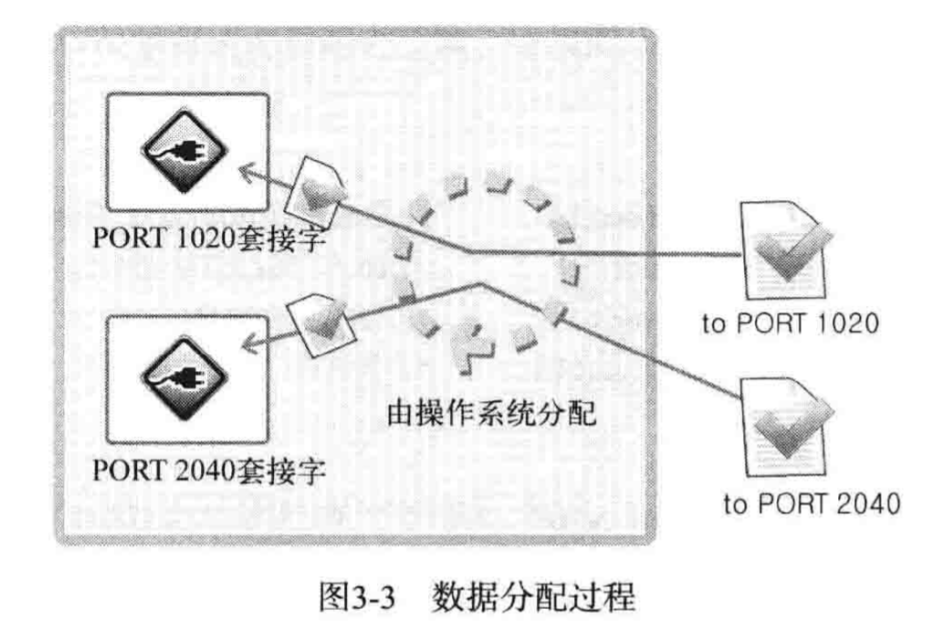 PORT 1020套接字
to PORT 1020
由操作系统分配
PORT 2040套接字
to PORT 2040
图3-3 数据分配过程